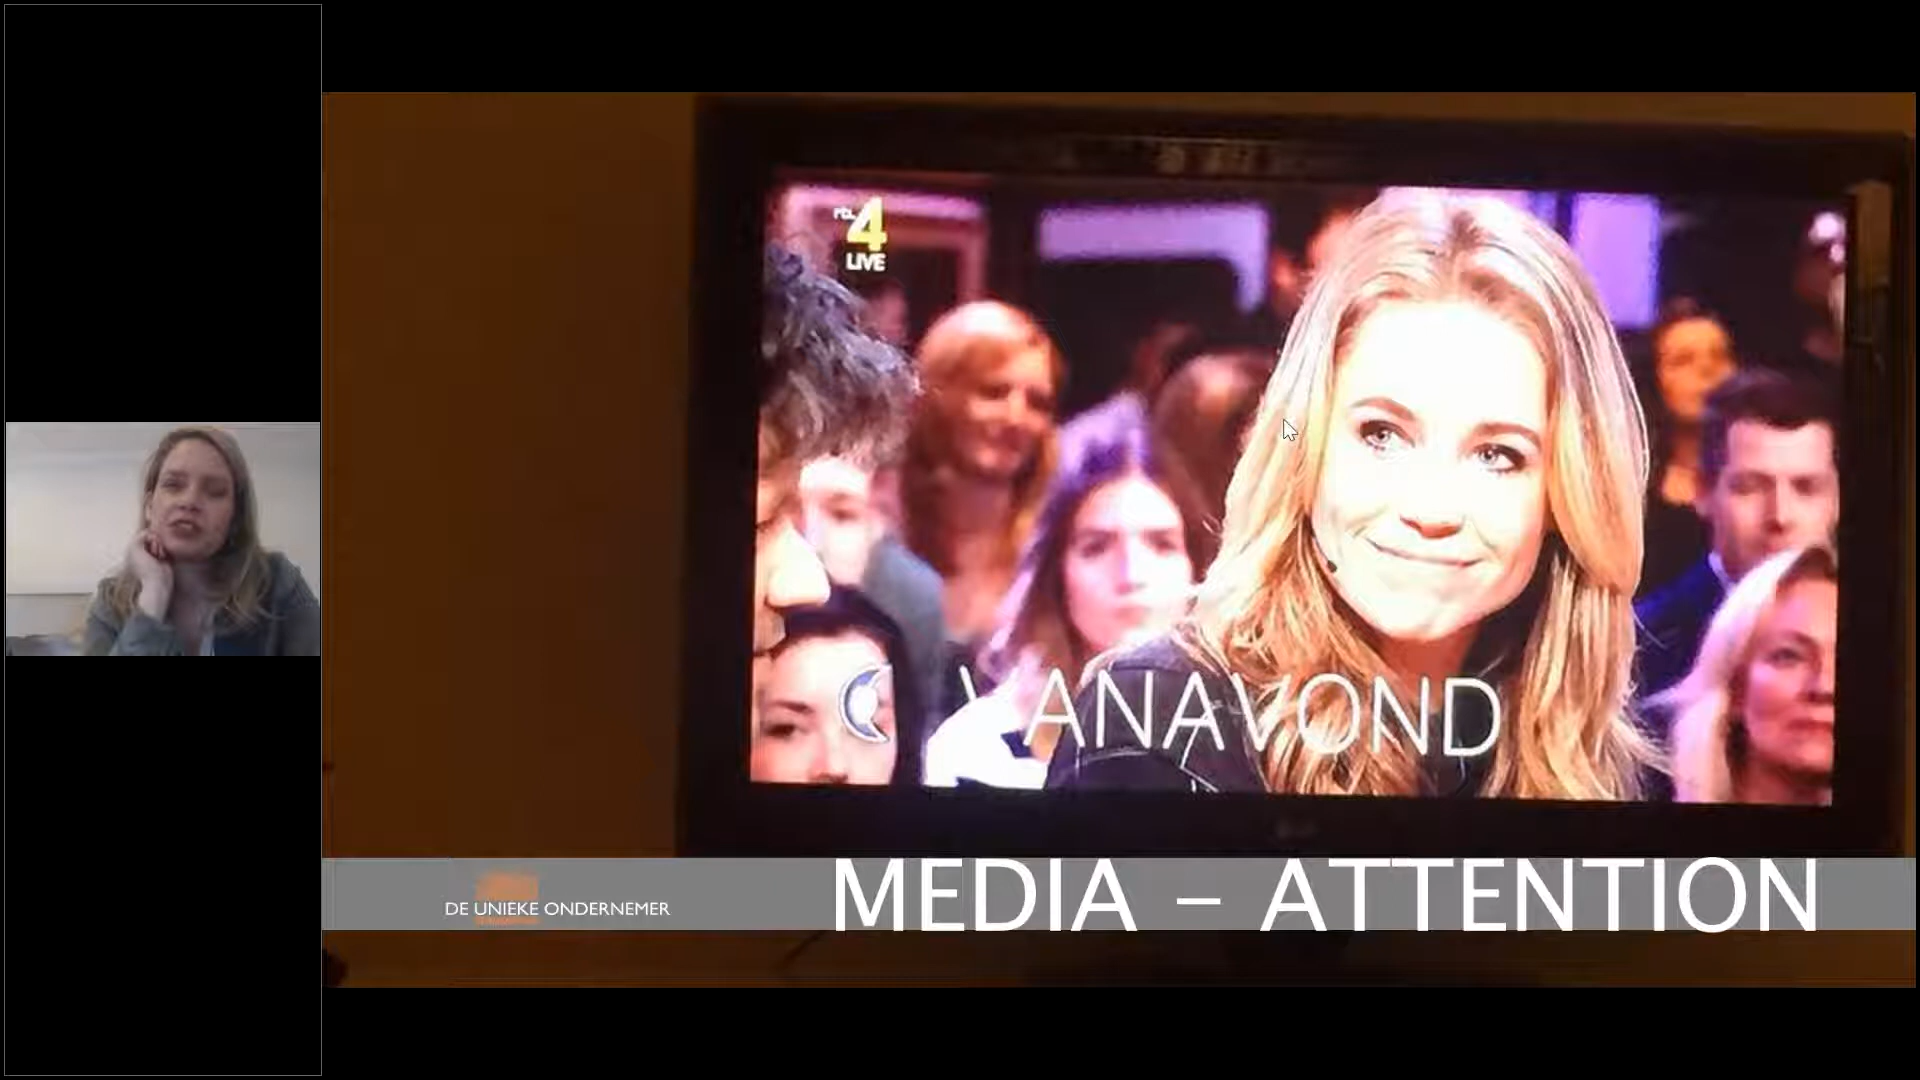 rtl 4
LIVE
VANAVOND
DE UNIEKE ONDERNEMER
MEDIA – ATTENTION